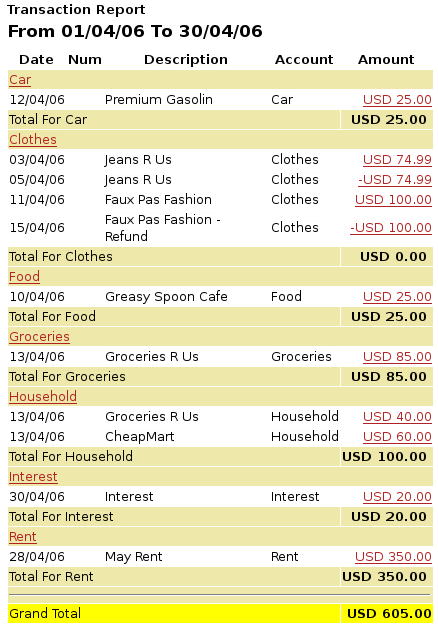 Transaction Report
From 01/04/06 To 30/04/06
Date Num Description Account Amount
Car
12/04/06 Premium Gasolin Car USD 25.00
Total For Car USD 25.00
Clothes
03/04/06 Jeans R Us Clothes USD 74.99
05/04/06 Jeans R Us Clothes -USD 74.99
11/04/06 Faux Pas Fashion Clothes USD 100.00
15/04/06 Faux Pas Fashion - Refund Clothes -USD 100.00
Total For Clothes USD 0.00
Food
10/04/06 Greasy Spoon Cafe Food USD 25.00
Total For Food USD 25.00
Groceries
13/04/06 Groceries R Us Groceries USD 85.00
Total For Groceries USD 85.00
Household
13/04/06 Groceries R Us Household USD 40.00
13/04/06 CheapMart Household USD 60.00
Total For Household USD 100.00
Interest
30/04/06 Interest Interest USD 20.00
Total For Interest USD 20.00
Rent
28/04/06 May Rent Rent USD 350.00
Total For Rent USD 350.00
Grand Total USD 605.00